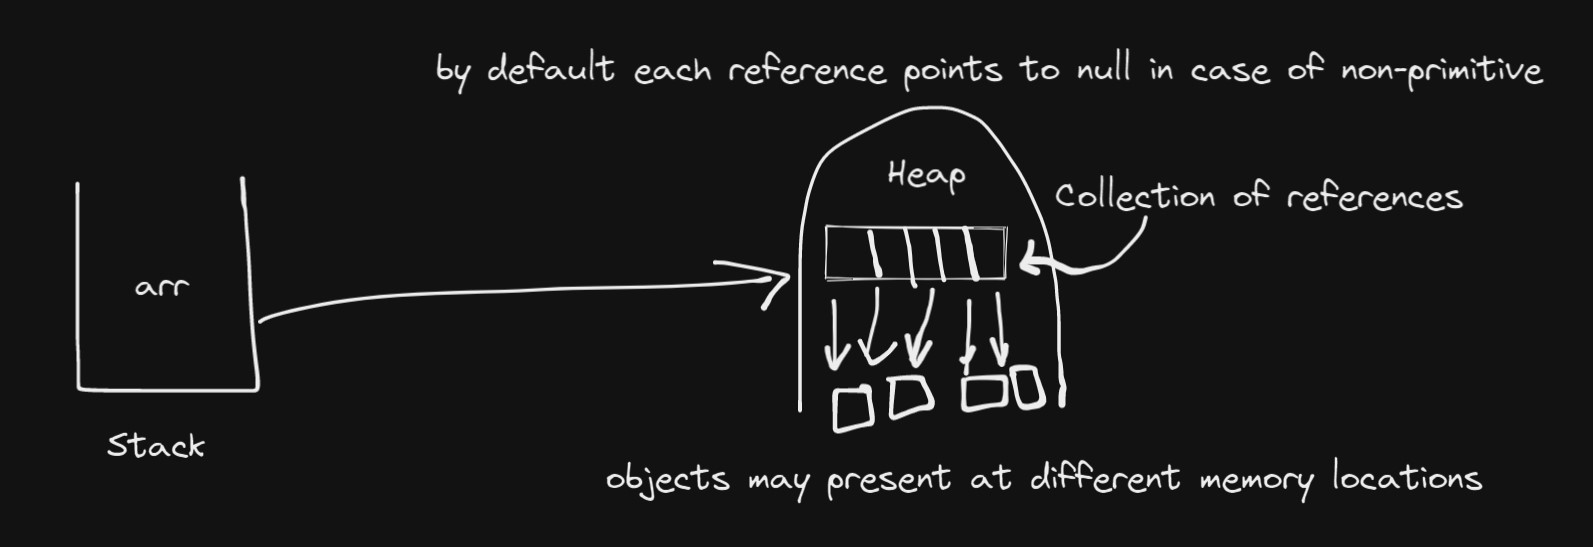 by default each reference points to null in case of non-primitive
Heap
Collection of references
arr
Stack
objects may present at different memory locations